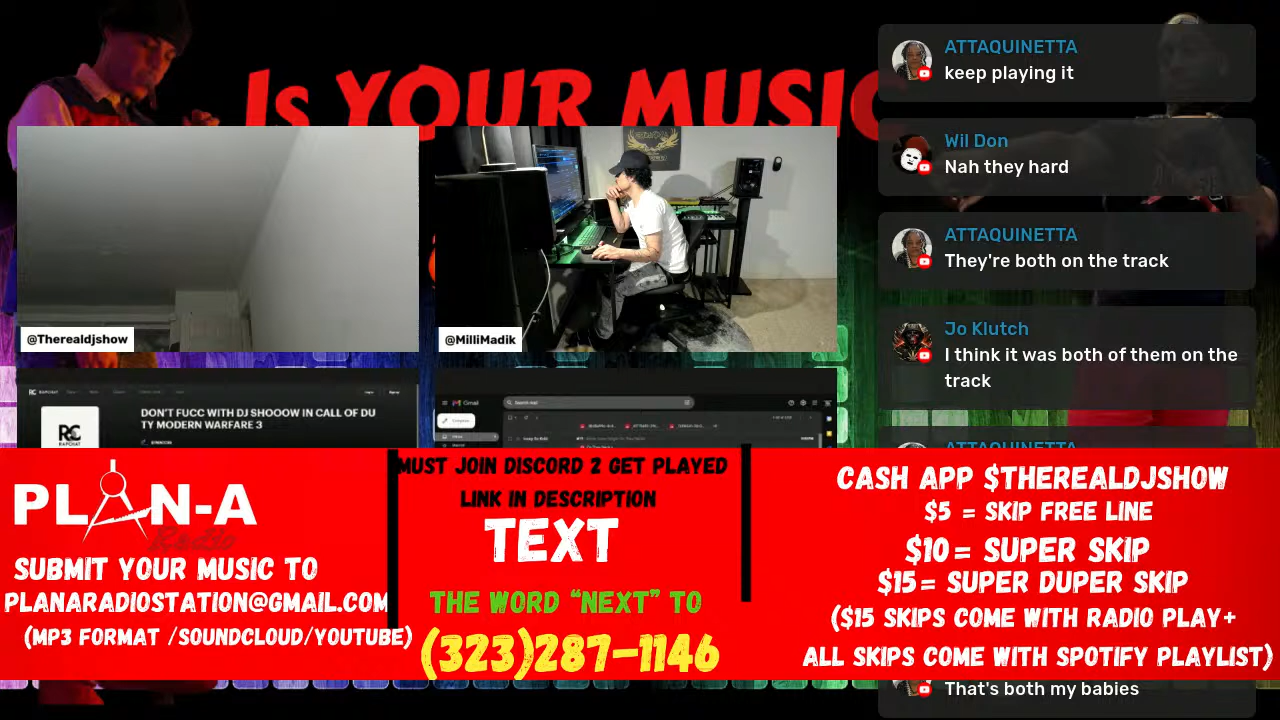 Is YOUR MUSIC
@Therealdjshow
@MilliMadik
RAPCHAT
DON'T FUCC WITH DJ SHOOOW IN CALL OF DU
TY MODERN WARFARE 3
RC
RAPCHAT
Gmail
ATTAQUINETTA
keep playing it
Wil Don
Nah they hard
ATTAQUINETTA
They're both on the track
Jo Klutch
I think it was both of them on the
track
ATTAQUINETTA
That's both my babies
PLAN-A
Radio
SUBMIT YOUR MUSIC TO
PLANARADIOSTATION@GMAIL.COM
(MP3 FORMAT /SOUNDCLOUD/YOUTUBE)
MUST JOIN DISCORD 2 GET PLAYED
LINK IN DESCRIPTION
TEXT
THE WORD “NEXT” TO
(323)287-1146
CASH APP $THEREALDJSHOW
$5 = SKIP FREE LINE
$10= SUPER SKIP
$15= SUPER DUPER SKIP
($15 SKIPS COME WITH RADIO PLAY+
ALL SKIPS COME WITH SPOTIFY PLAYLIST)